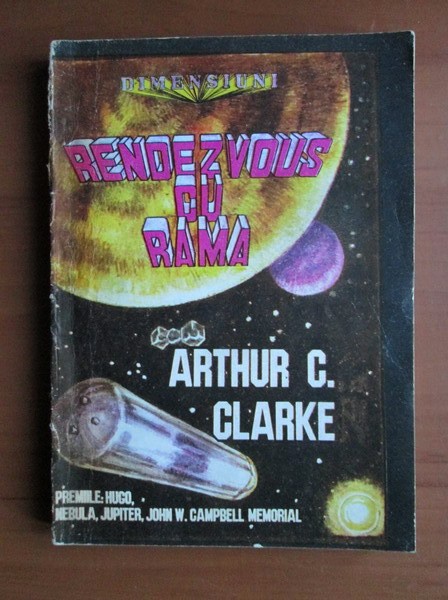 DIMENSIUNI
RENDEZVOUS
CU
RAMA
ARTHUR C.
CLARKE
PREMIILE: HUGO,
NEBULA, JUPITER, JOHN W. CAMPBELL MEMORIAL